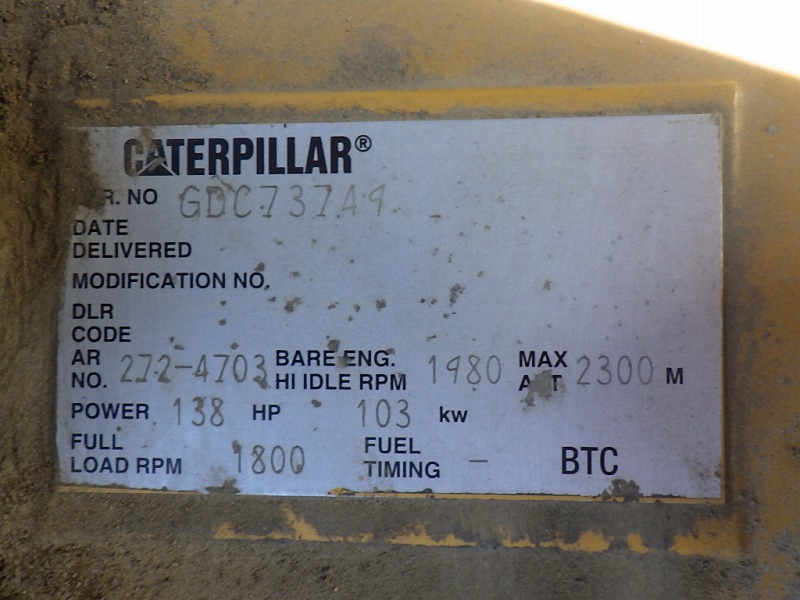 CATERPILLAR®
SER. NO GDC73749
DATE
DELIVERED
MODIFICATION NO.
DLR
CODE
AR NO. 272-4703 BARE ENG. HI IDLE RPM 1980 MAX ALT 2300 M
POWER 138 HP 103 kw
FULL LOAD RPM 1800 FUEL TIMING – BTC